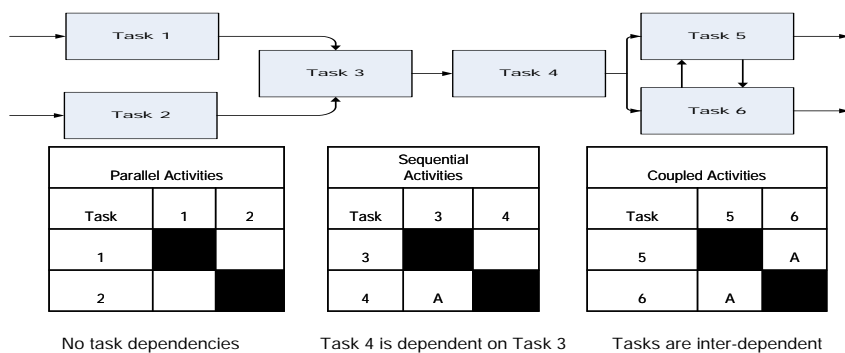 Task 1
Task 5
Task 3
Task 4
Task 2
Task 6
Parallel Activities
Task 1 2
1
2
Sequential
Activities
Task 3 4
3
4 A
Coupled Activities
Task 5 6
5 A
6 A
No task dependencies
Task 4 is dependent on Task 3
Tasks are inter-dependent